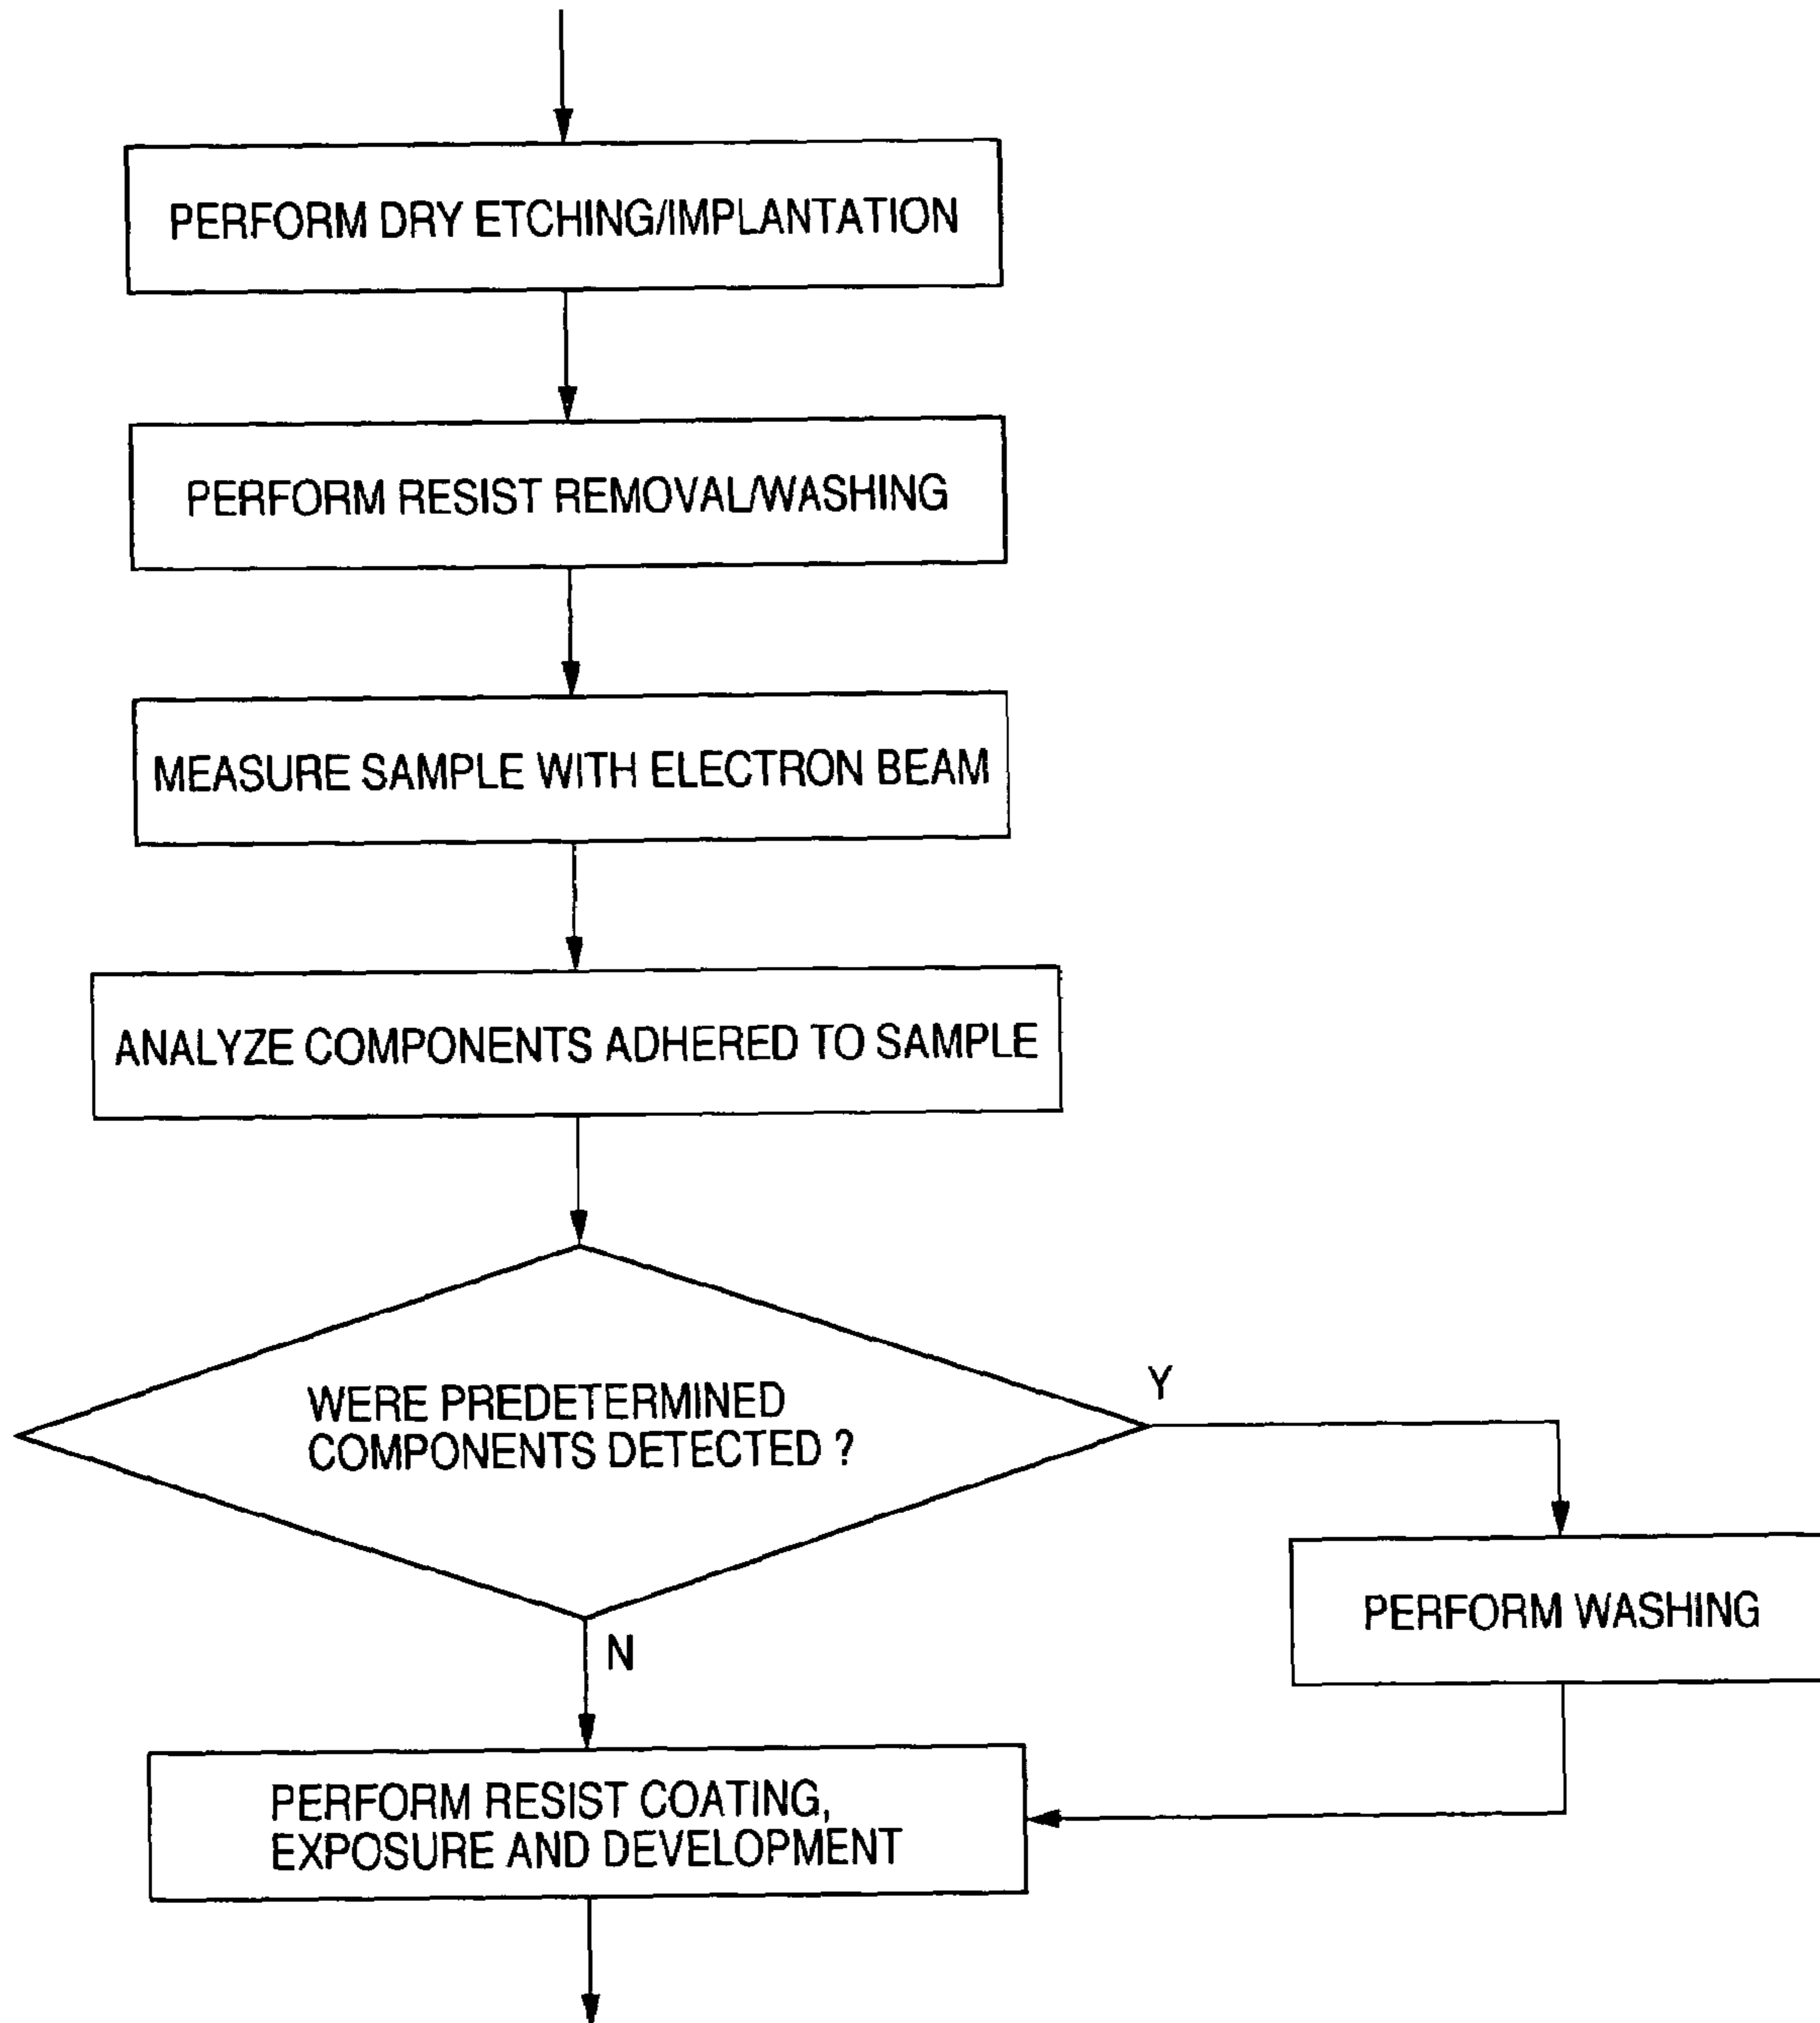 PERFORM DRY ETCHING/IMPLANTATION
PERFORM RESIST REMOVAL/WASHING
MEASURE SAMPLE WITH ELECTRON BEAM
ANALYZE COMPONENTS ADHERED TO SAMPLE
WERE PREDETERMINED
COMPONENTS DETECTED ?
Y
PERFORM WASHING
N
PERFORM RESIST COATING,
EXPOSURE AND DEVELOPMENT